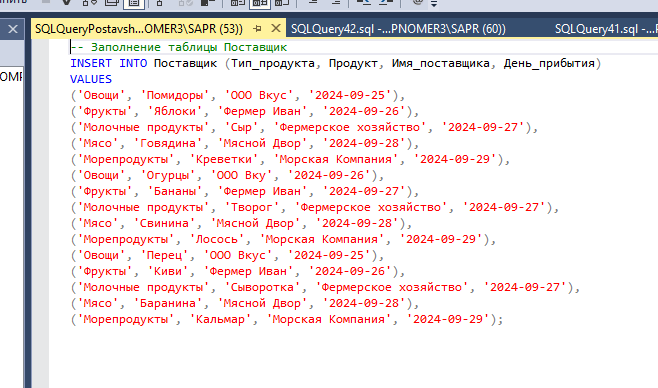 SQLQueryPostavsh...OMER3\SAPR (53))
SQLQuery42.sql -...PNOMER3\SAPR (60))
SQLQuery41.sql -...P
-- Заполнение таблицы Поставщик
INSERT INTO Поставщик (Тип_продукта, Продукт, Имя_поставщика, День_прибытия)
VALUES
('Овощи', 'Помидоры', 'ООО Вкус', '2024-09-25'),
('Фрукты', 'Яблоки', 'Фермер Иван', '2024-09-26'),
('Молочные продукты', 'Сыр', 'Фермерское хозяйство', '2024-09-27'),
('Мясо', 'Говядина', 'Мясной Двор', '2024-09-28'),
('Морепродукты', 'Креветки', 'Морская Компания', '2024-09-29'),
('Овощи', 'Огурцы', 'ООО Вку', '2024-09-26'),
('Фрукты', 'Бананы', 'Фермер Иван', '2024-09-27'),
('Молочные продукты', 'Творог', 'Фермерское хозяйство', '2024-09-27'),
('Мясо', 'Свинина', 'Мясной Двор', '2024-09-28'),
('Морепродукты', 'Лосось', 'Морская Компания', '2024-09-29'),
('Овощи', 'Перец', 'ООО Вкус', '2024-09-25'),
('Фрукты', 'Киви', 'Фермер Иван', '2024-09-26'),
('Молочные продукты', 'Сыворотка', 'Фермерское хозяйство', '2024-09-27'),
('Мясо', 'Баранина', 'Мясной Двор', '2024-09-28'),
('Морепродукты', 'Кальмар', 'Морская Компания', '2024-09-29');